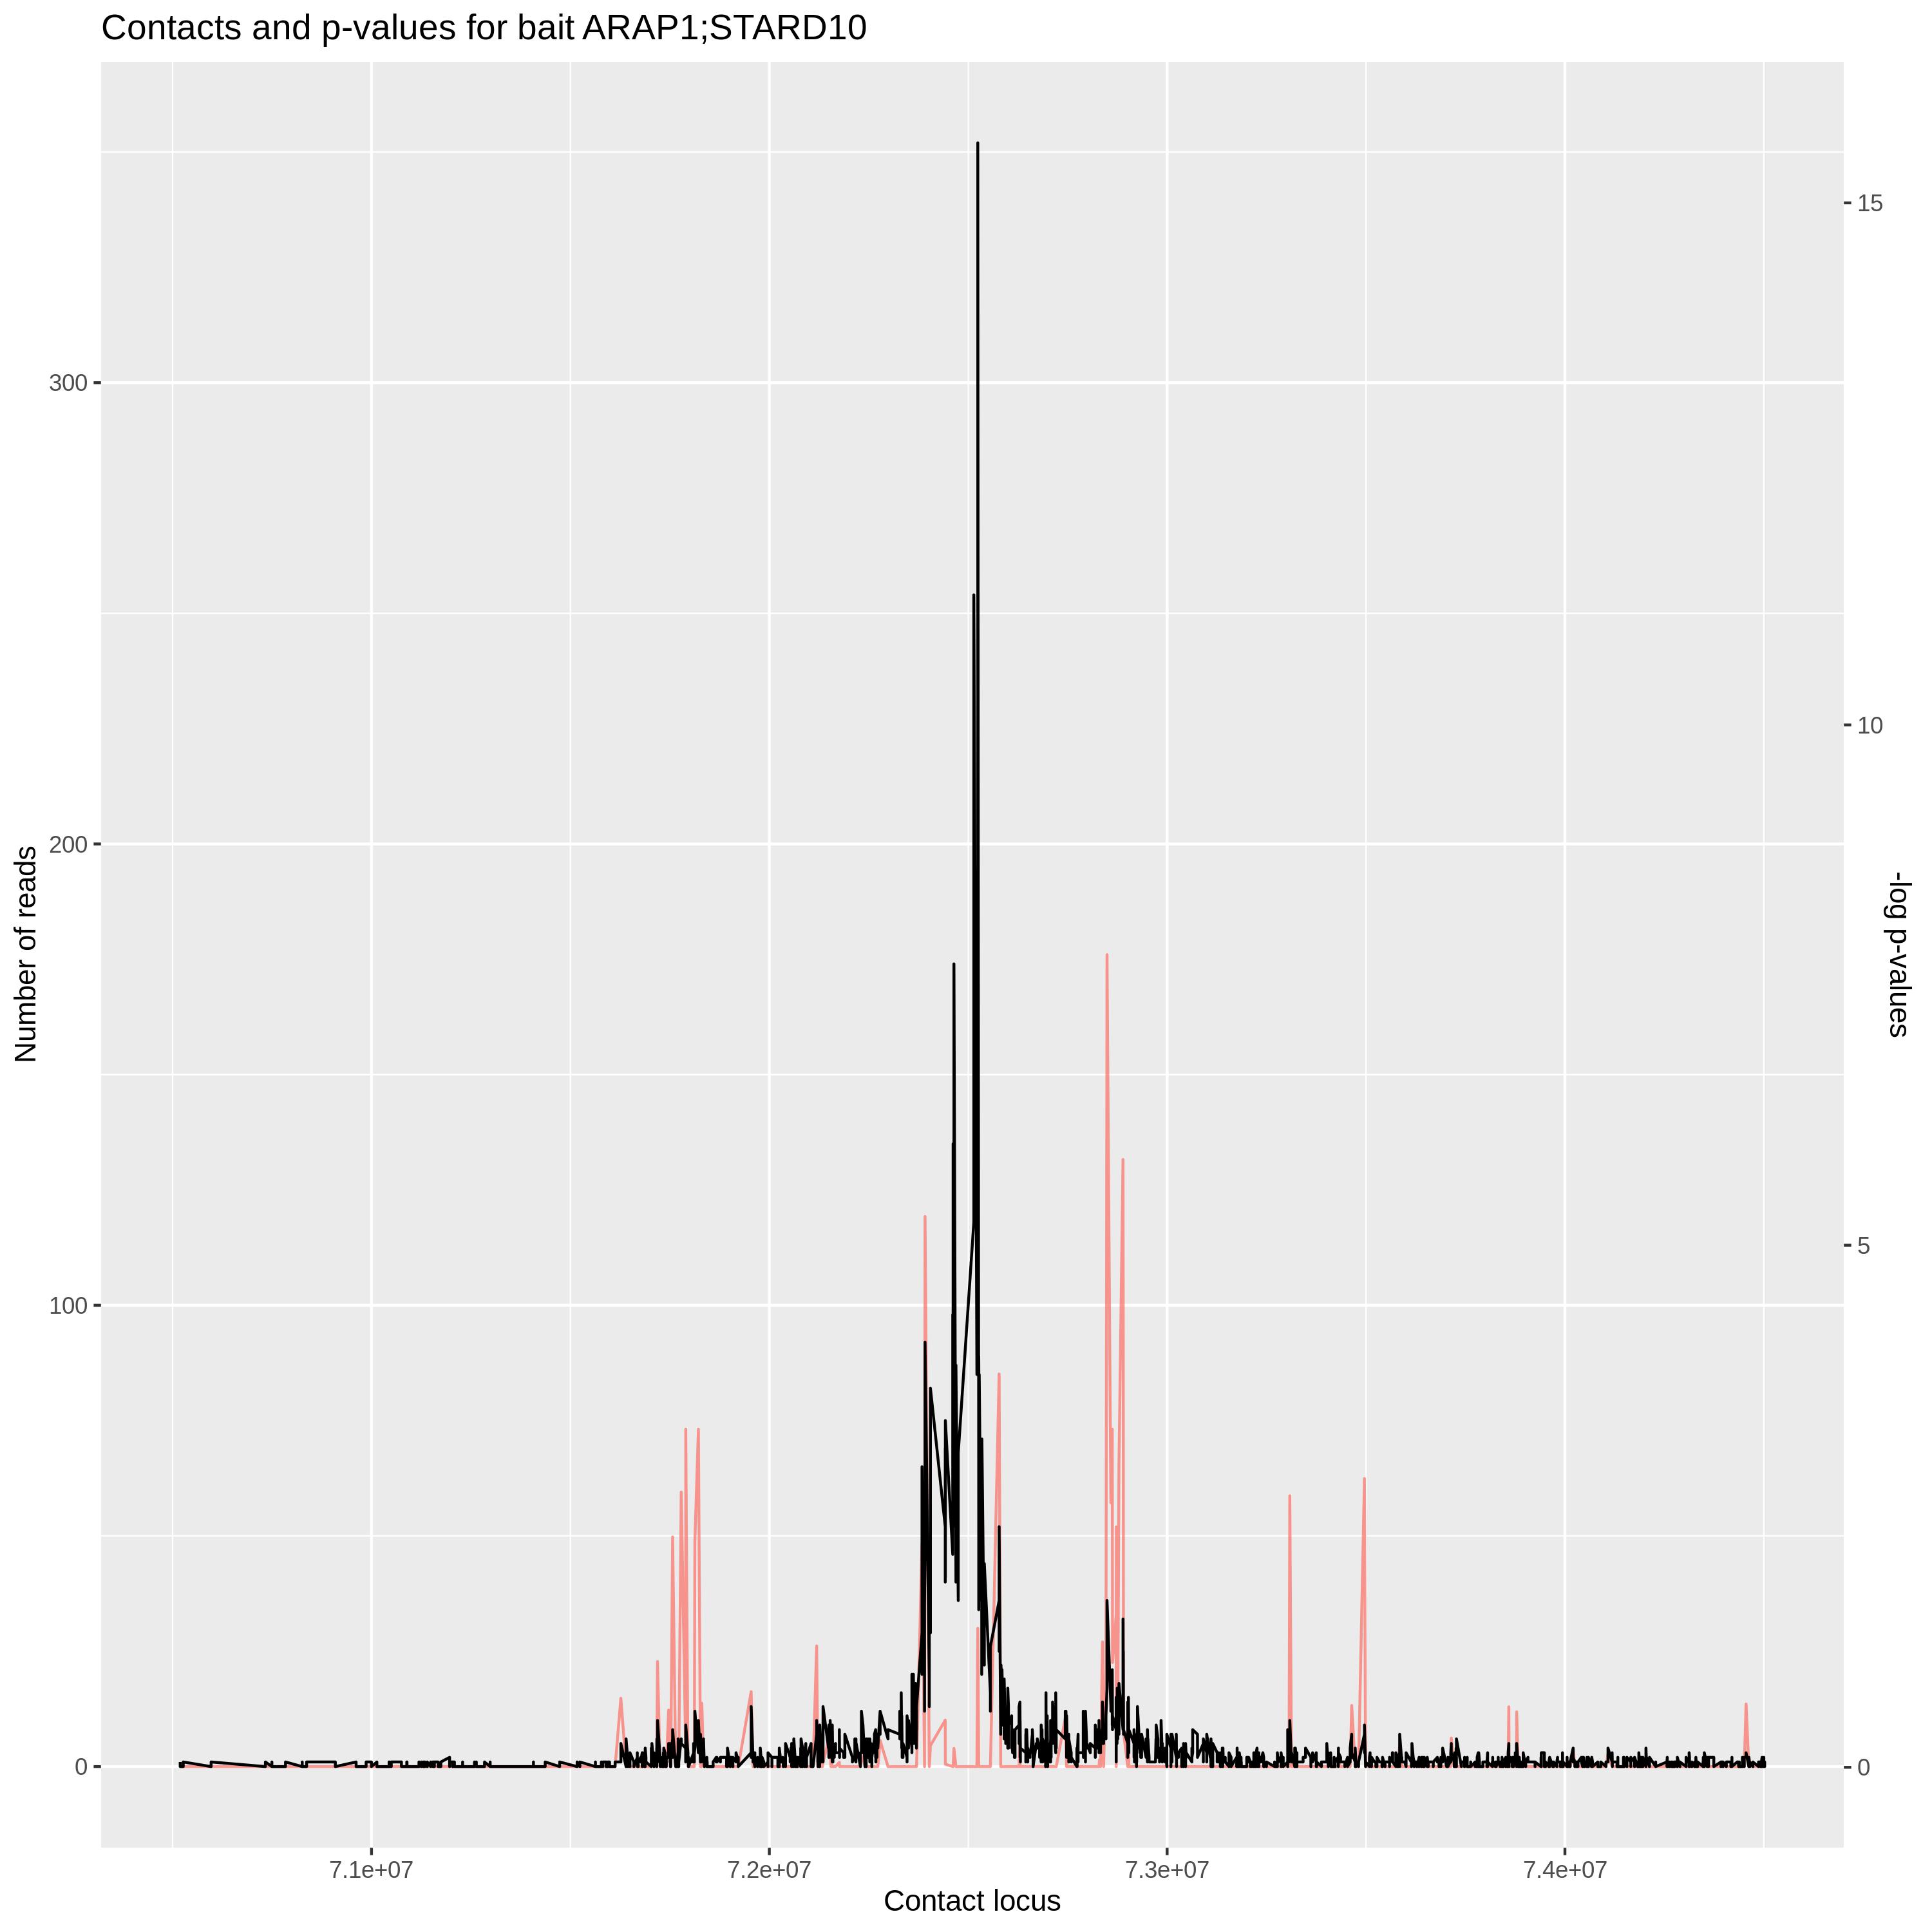 Contacts and p-values for bait ARAP1;STARD10
300
200
100
0
Number of reads
15
10
5
0
-log p-values
7.1e+07 7.2e+07 7.3e+07 7.4e+07
Contact locus